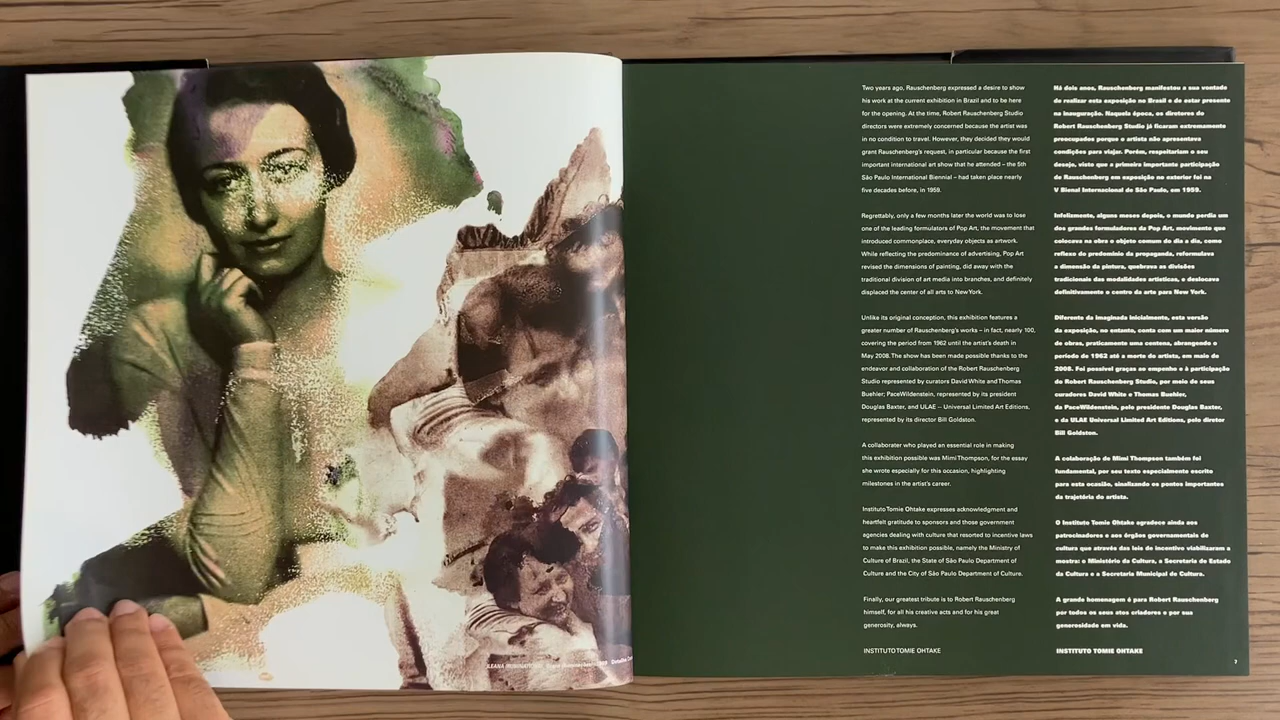 Two years ago, Rauschenberg expressed a desire to show
his work at the current exhibition in Brazil and to be here
for the opening. At the time, Robert Rauschenberg Studio
directors were extremely concerned because the artist was
in no condition to travel. However, they decided they would
grant Rauschenberg's request, in particular because the first
important international art show that he attended – the 5th
São Paulo International Biennial – had taken place nearly
five decades before, in 1959.
Regrettably, only a few months later the world was to lose
one of the leading formulators of Pop Art, the movement that
introduced commonplace, everyday objects as artwork.
While reflecting the predominance of advertising, Pop Art
revised the dimensions of painting, did away with the
traditional division of art media into branches, and definitely
displaced the center of all arts to New York.
Unlike its original conception, this exhibition features a
greater number of Rauschenberg's works – in fact, nearly 100,
covering the period from 1962 until the artist's death in
May 2008. The show has been made possible thanks to the
endeavor and collaboration of the Robert Rauschenberg
Studio represented by curators David White and Thomas
Buehler; PaceWildenstein, represented by its president
Douglas Baxter, and ULAE – Universal Limited Art Editions,
represented by its director Bill Goldston.
A collaborater who played an essential role in making
this exhibition possible was Mimi Thompson, for the essay
she wrote especially for this occasion, highlighting
milestones in the artist's career.
Instituto Tomie Ohtake expresses acknowledgment and
heartfelt gratitude to sponsors and those government
agencies dealing with culture that resorted to incentive laws
to make this exhibition possible, namely the Ministry of
Culture of Brazil, the State of São Paulo Department of
Culture and the City of São Paulo Department of Culture.
Finally, our greatest tribute is to Robert Rauschenberg
himself, for all his creative acts and for his great
generosity, always.
INSTITUTO TOMIE OHTAKE
Há dois anos, Rauschenberg manifestou a sua vontade
de realizar esta exposição no Brasil e de estar presente
na inauguração. Naquela época, os diretores do
Robert Rauschenberg Studio já ficaram extremamente
preocupados porque o artista não apresentava
condições para viajar. Porém, respeitariam o seu
desejo, visto que a primeira importante participação
de Rauschenberg em exposição no exterior foi na
V Bienal Internacional de São Paulo, em 1959.
Infelizmente, alguns meses depois, o mundo perdia um
dos grandes formuladores da Pop Art, movimento que
colocava na obra o objeto comum do dia a dia, como
reflexo do predomínio da propaganda, reformulava
a dimensão da pintura, quebrava as divisões
tradicionais das modalidades artísticas, e deslocava
definitivamente o centro da arte para New York.
Diferente da imaginada inicialmente, esta versão
da exposição, no entanto, conta com um maior número
de obras, praticamente uma centena, abrangendo o
período de 1962 até a morte do artista, em maio de
2008. Foi possível graças ao empenho e à participação
do Robert Rauschenberg Studio, por meio de seus
curadores David White e Thomas Buehler,
da PaceWildenstein, pelo presidente Douglas Baxter,
e da ULAE Universal Limited Art Editions, pelo diretor
Bill Goldston.
A colaboração de Mimi Thompson também foi
fundamental, por seu texto especialmente escrito
para esta ocasião, sinalizando os pontos importantes
da trajetória do artista.
O Instituto Tomie Ohtake agradece ainda aos
patrocinadores e aos órgãos governamentais de
cultura que através das leis de incentivo viabilizaram a
mostra: o Ministério da Cultura, a Secretaria de Estado
da Cultura e a Secretaria Municipal de Cultura.
A grande homenagem é para Robert Rauschenberg
por todos os seus atos criadores e por sua
generosidade em vida.
INSTITUTO TOMIE OHTAKE
7